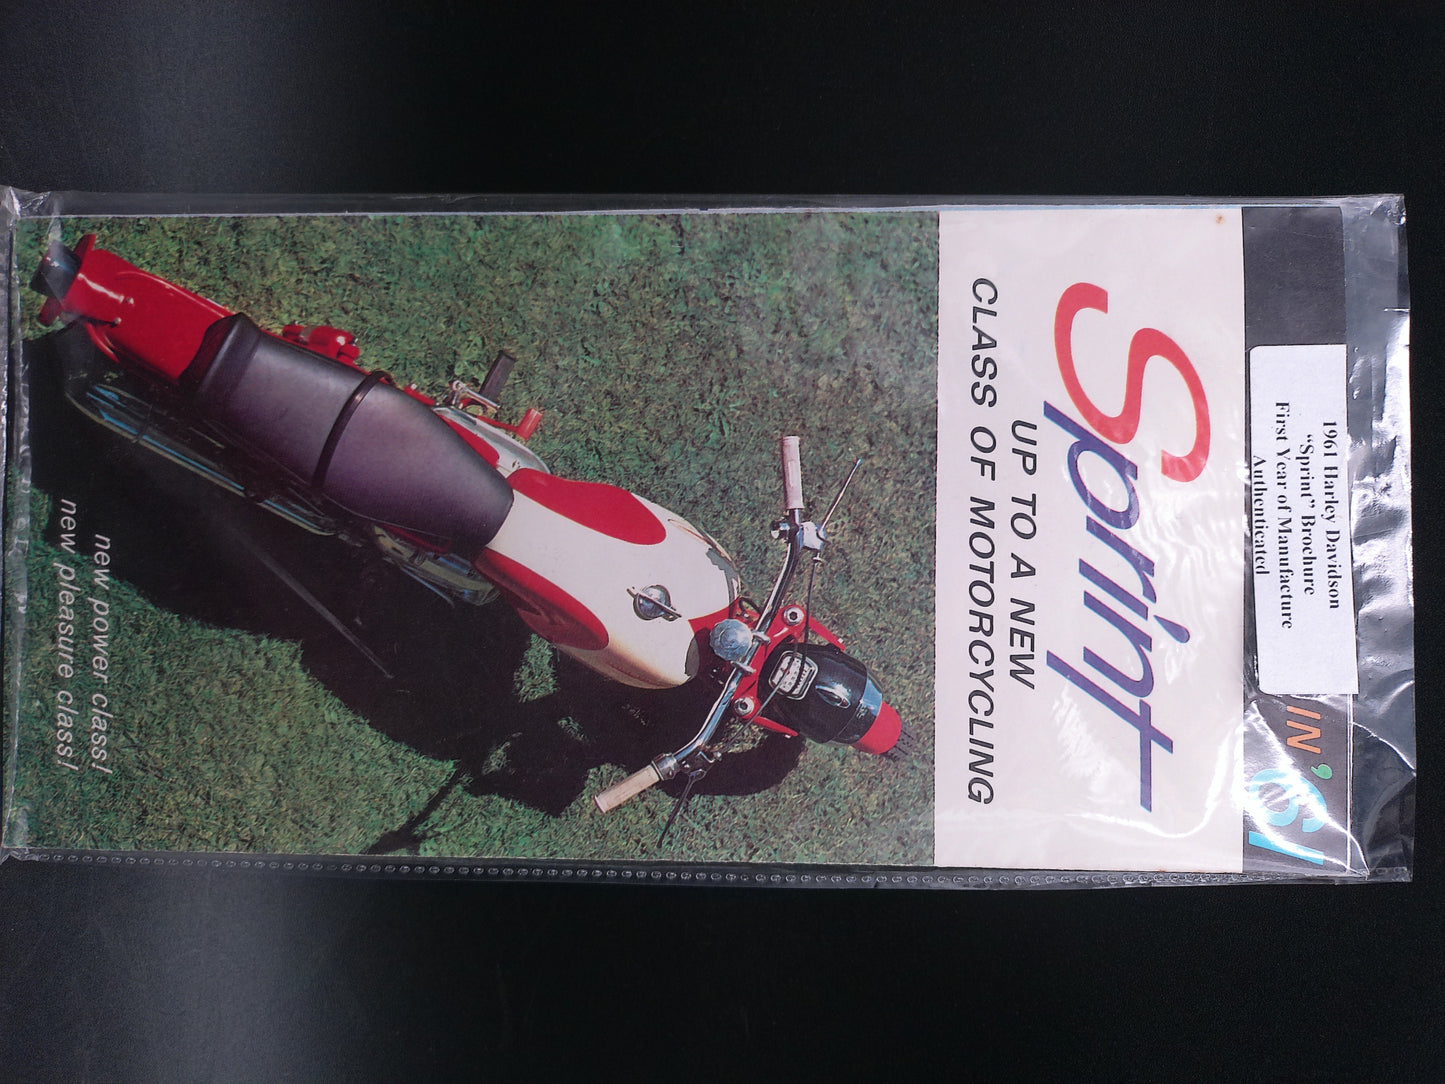 1961 Harley Davidson
“Sprint” Brochure
First Year of Manufacture
Authenticated
IN'
Sprint
UP TO A NEW
CLASS OF MOTORCYCLING
new power class!
new pleasure class!